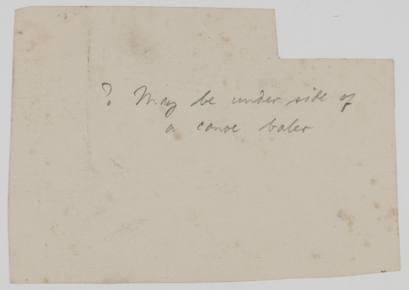 ? May be under side of
a canoe baler